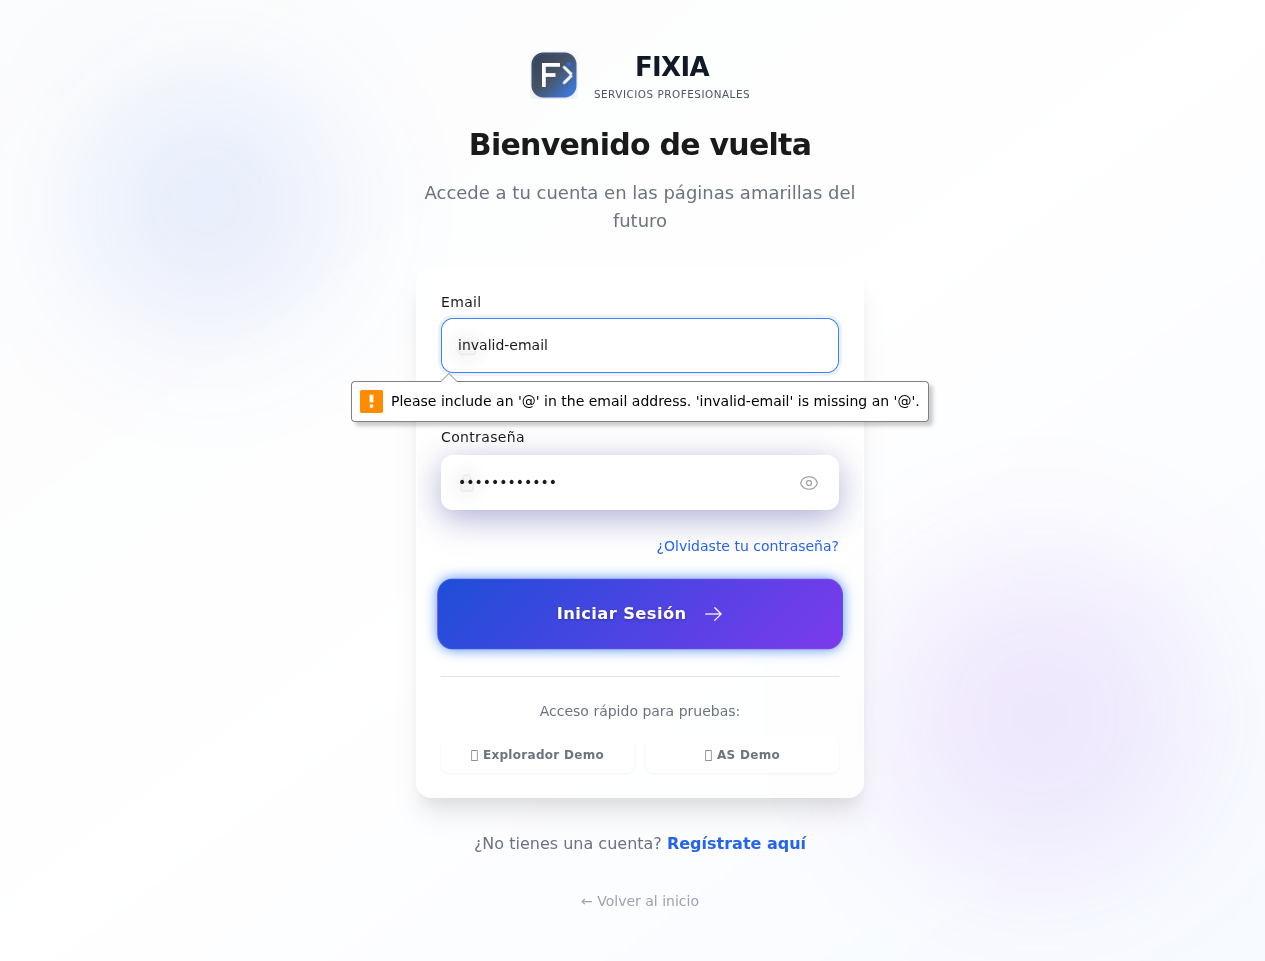 FIXIA
SERVICIOS PROFESIONALES
Bienvenido de vuelta
Accede a tu cuenta en las páginas amarillas del
futuro
Email
invalid-email
Please include an '@' in the email address. 'invalid-email' is missing an '@'.
Contraseña
••••••••••••
¿Olvidaste tu contraseña?
Iniciar Sesión →
Acceso rápido para pruebas:
Explorador Demo
AS Demo
¿No tienes una cuenta? Regístrate aquí
← Volver al inicio